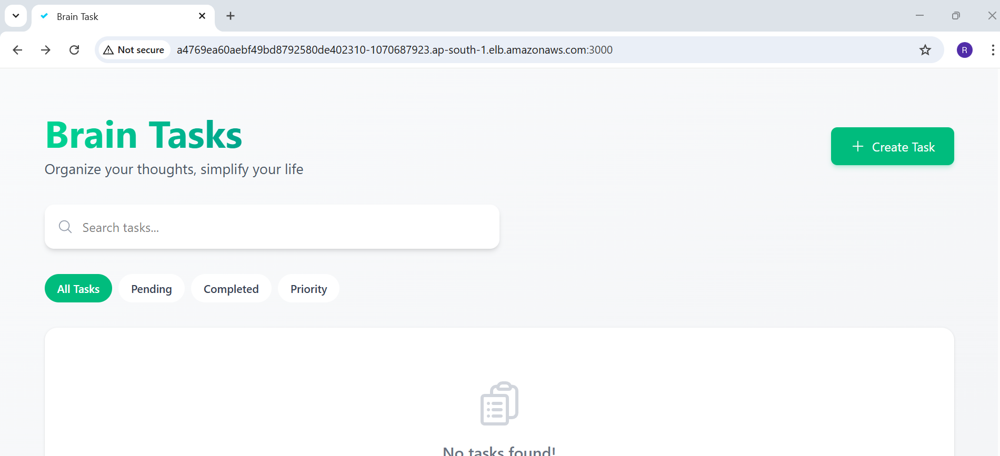 Brain Task
Not secure a4769ea60aebf49bd8792580de402310-1070687923.ap-south-1.elb.amazonaws.com:3000
R
Brain Tasks
Create Task
Organize your thoughts, simplify your life
Search tasks...
All Tasks Pending Completed Priority
No tasks found!